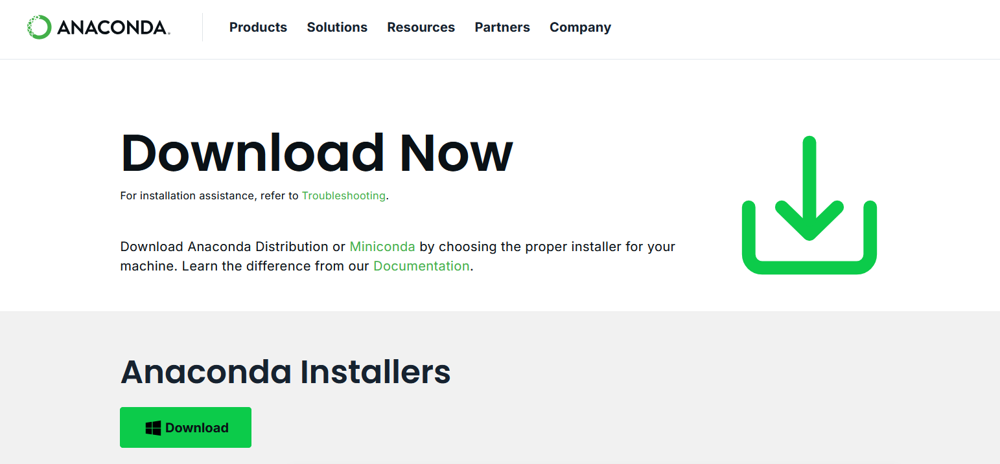 ANACONDA.
Products Solutions Resources Partners Company
Download Now
For installation assistance, refer to Troubleshooting.
Download Anaconda Distribution or Miniconda by choosing the proper installer for your
machine. Learn the difference from our Documentation.
Anaconda Installers
Download